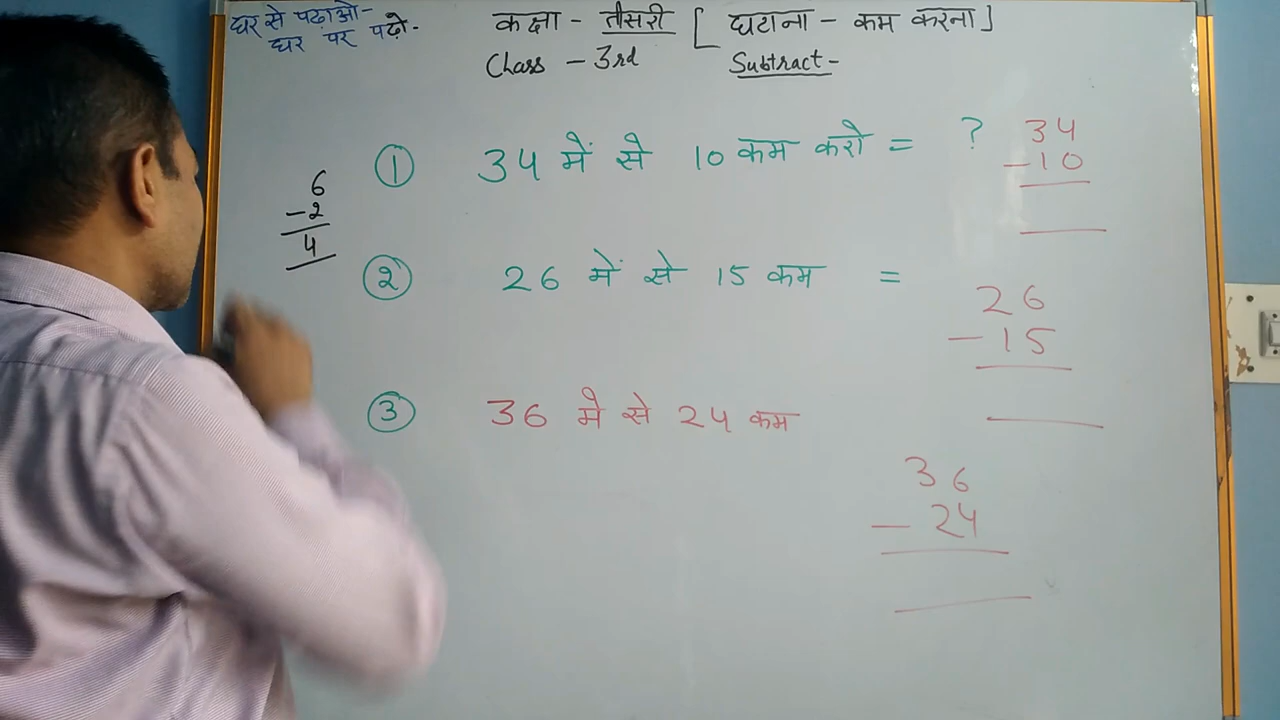 घर से पढाओ-
घर पर पढो.
कक्षा - तीसरी [ घटाना - कम करना ]
Class - 3rd Subtract -
① 34 में से 10 कम करो = ?
34
-10
6
-2
4
② 26 में से 15 कम =
26
-15
③ 36 मे से 24 कम
36
-24